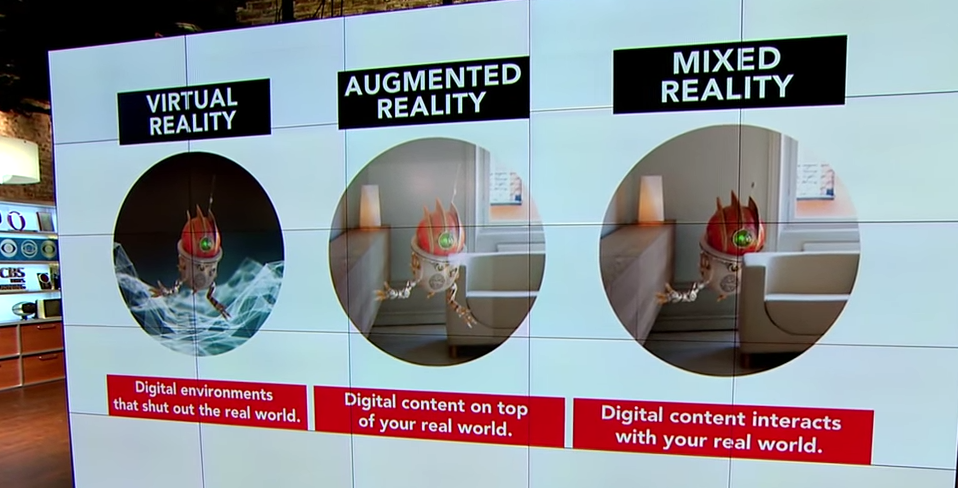 VIRTUAL
REALITY
AUGMENTED
REALITY
MIXED
REALITY
Digital environments
that shut out the real world.
Digital content on top
of your real world.
Digital content interacts
with your real world.
CBS